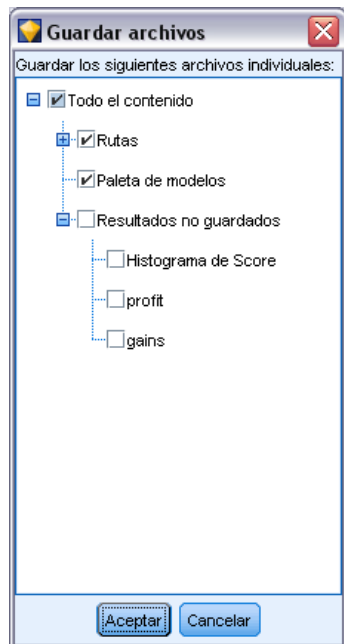 Guardar archivos
Guardar los siguientes archivos individuales:
Todo el contenido
Rutas
Paleta de modelos
Resultados no guardados
Histograma de Score
profit
gains
Aceptar Cancelar